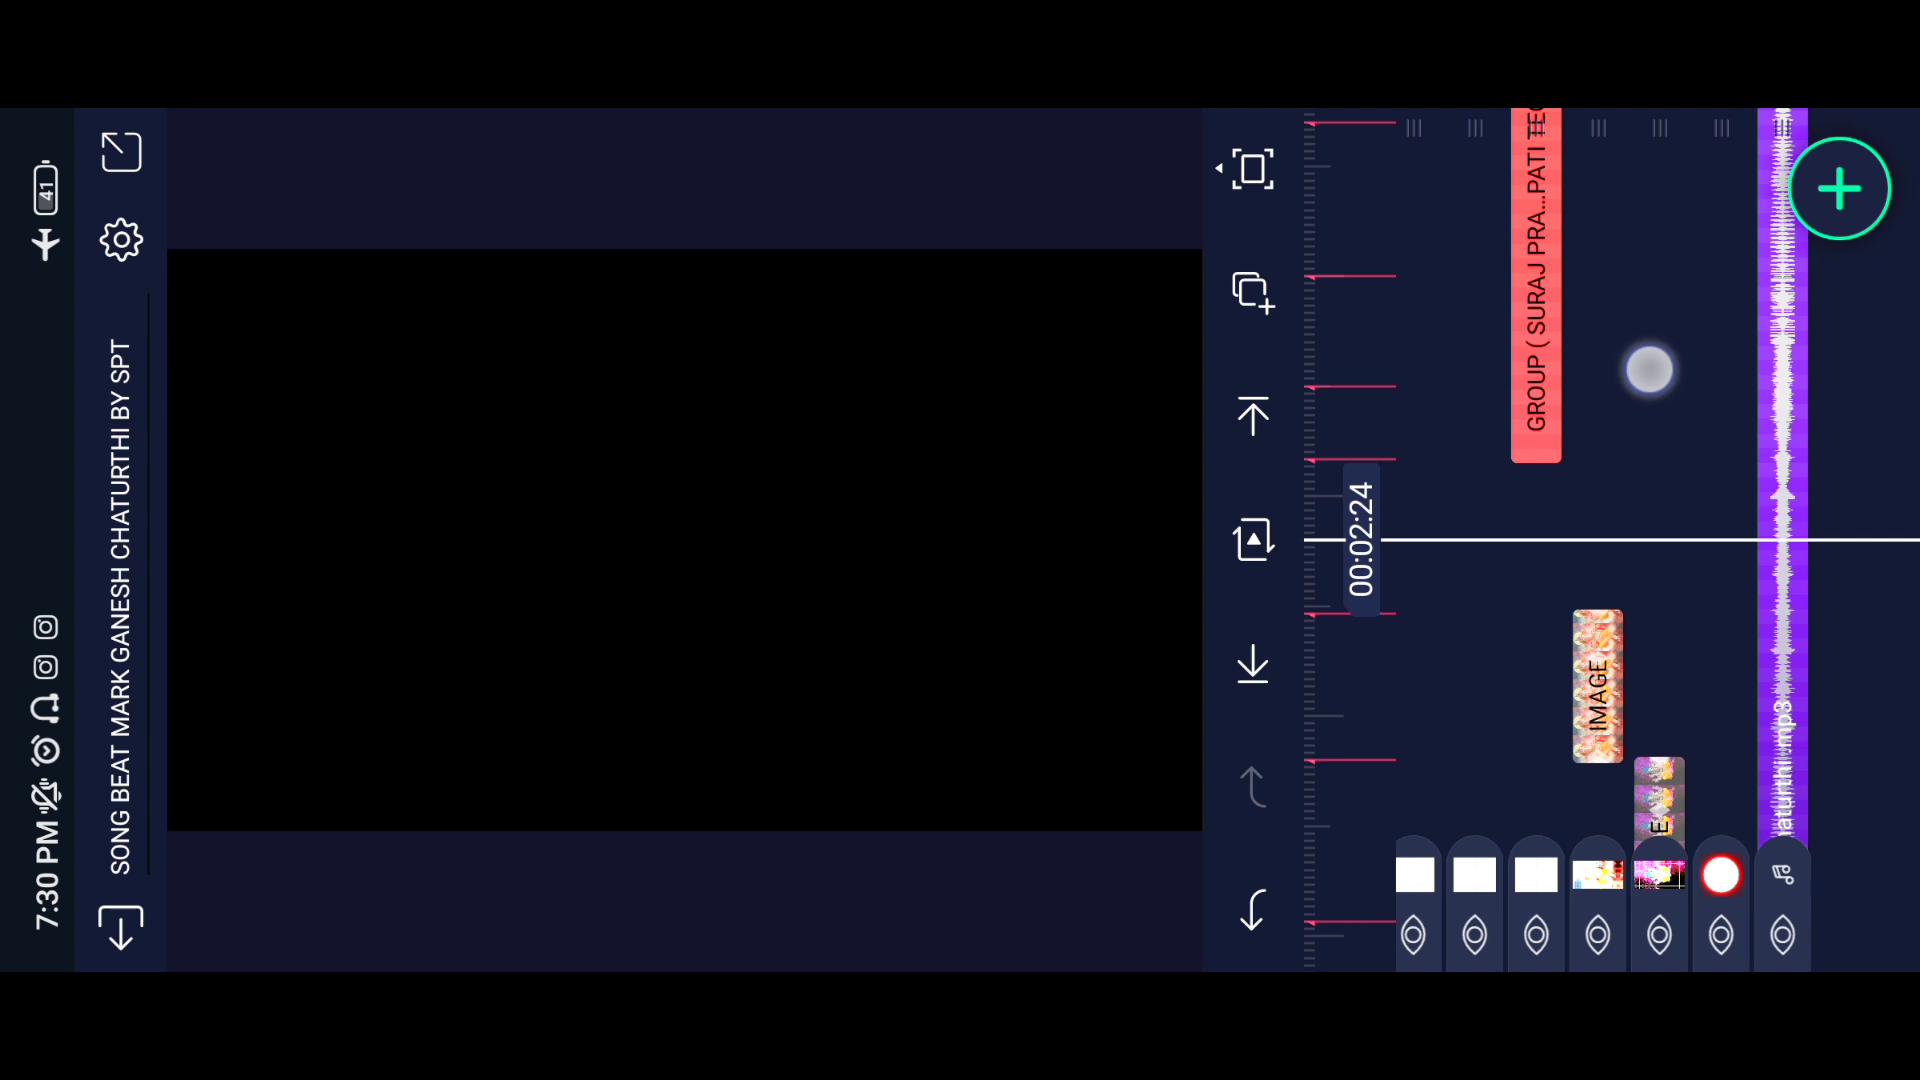 7:30 PM
41
SONG BEAT MARK GANESH CHATURTHI BY SPT
00:02:24
GROUP ( SURAJ PRA...PATI TEC
IMAGE
E
aturthi .mp3